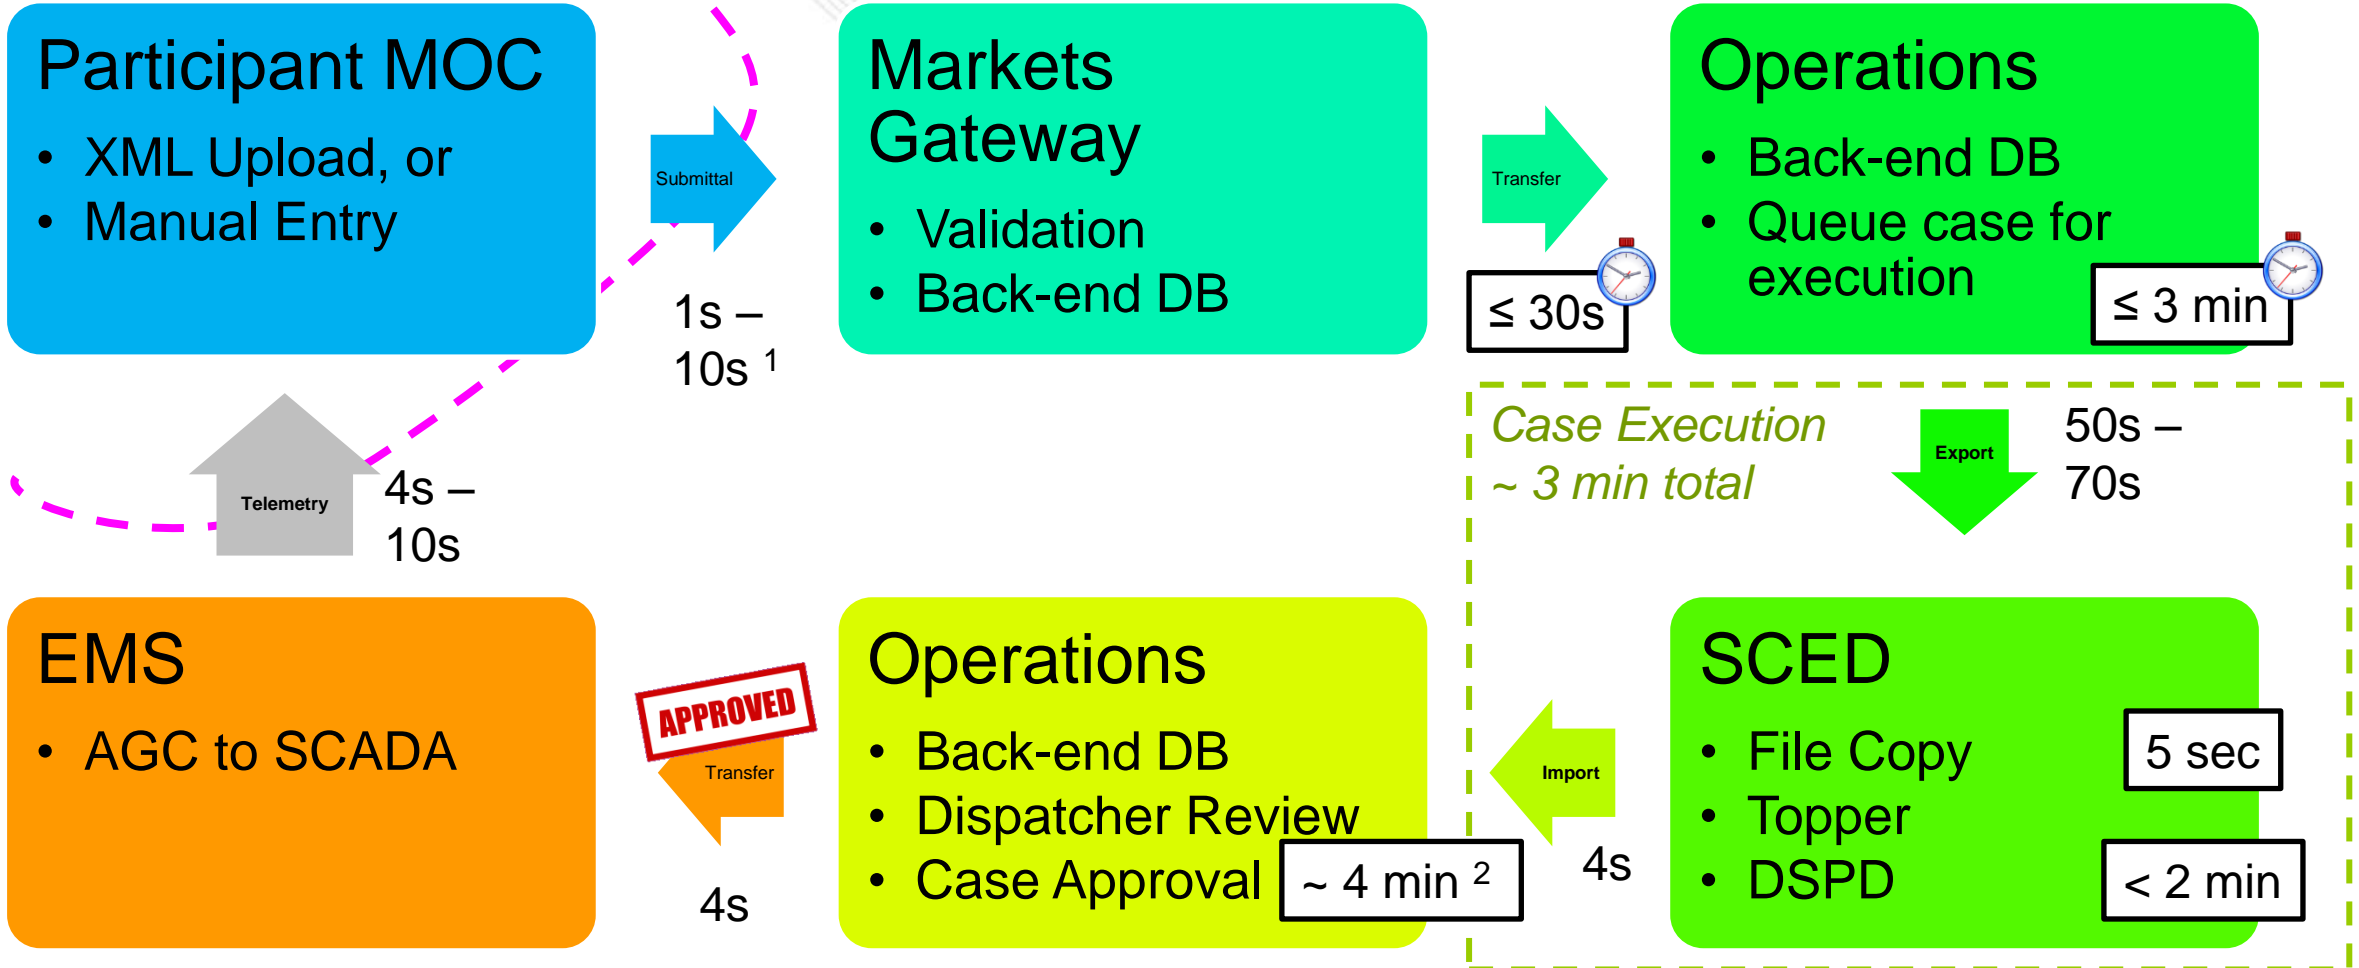 Participant MOC
• XML Upload, or
• Manual Entry
Submittal
1s –
10s 1
Markets
Gateway
• Validation
• Back-end DB
Transfer
≤ 30s
Operations
• Back-end DB
• Queue case for
execution
≤ 3 min
Case Execution
~ 3 min total
Export
50s –
70s
SCED
• File Copy
5 sec
• Topper
• DSPD
< 2 min
Import
4s
Operations
• Back-end DB
• Dispatcher Review
• Case Approval
~ 4 min 2
APPROVED
Transfer
4s
EMS
• AGC to SCADA
Telemetry
4s –
10s